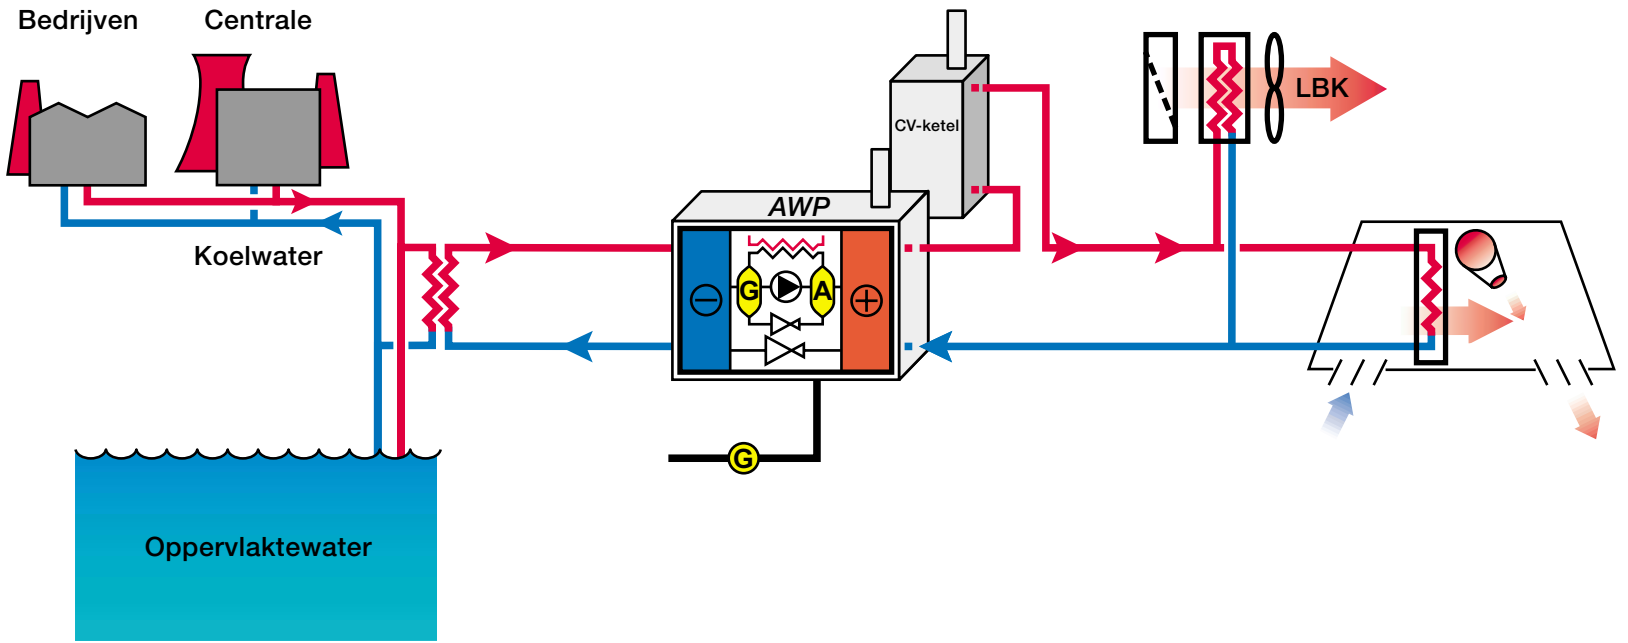 Bedrijven
Centrale
LBK
CV-ketel
AWP
Koelwater
G
A
G
Oppervlaktewater